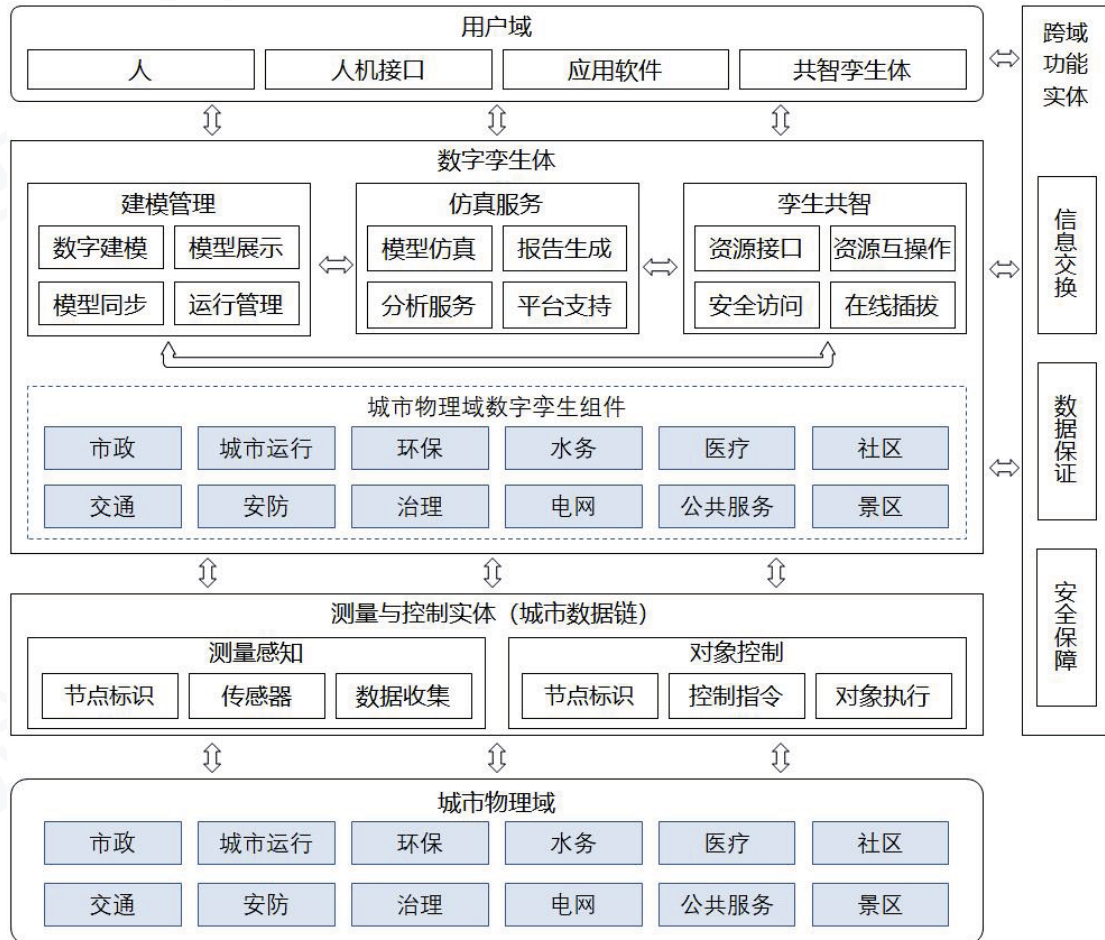 用户域
人
人机接口
应用软件
共智孪生体
跨域
功能
实体
数字孪生体
建模管理
数字建模
模型展示
模型同步
运行管理
仿真服务
模型仿真
报告生成
分析服务
平台支持
孪生共智
资源接口
资源互操作
安全访问
在线插拔
城市物理域数字孪生组件
市政
城市运行
环保
水务
医疗
社区
交通
安防
治理
电网
公共服务
景区
信息交换
数据保证
安全保障
测量与控制实体（城市数据链）
测量感知
节点标识
传感器
数据收集
对象控制
节点标识
控制指令
对象执行
城市物理域
市政
城市运行
环保
水务
医疗
社区
交通
安防
治理
电网
公共服务
景区